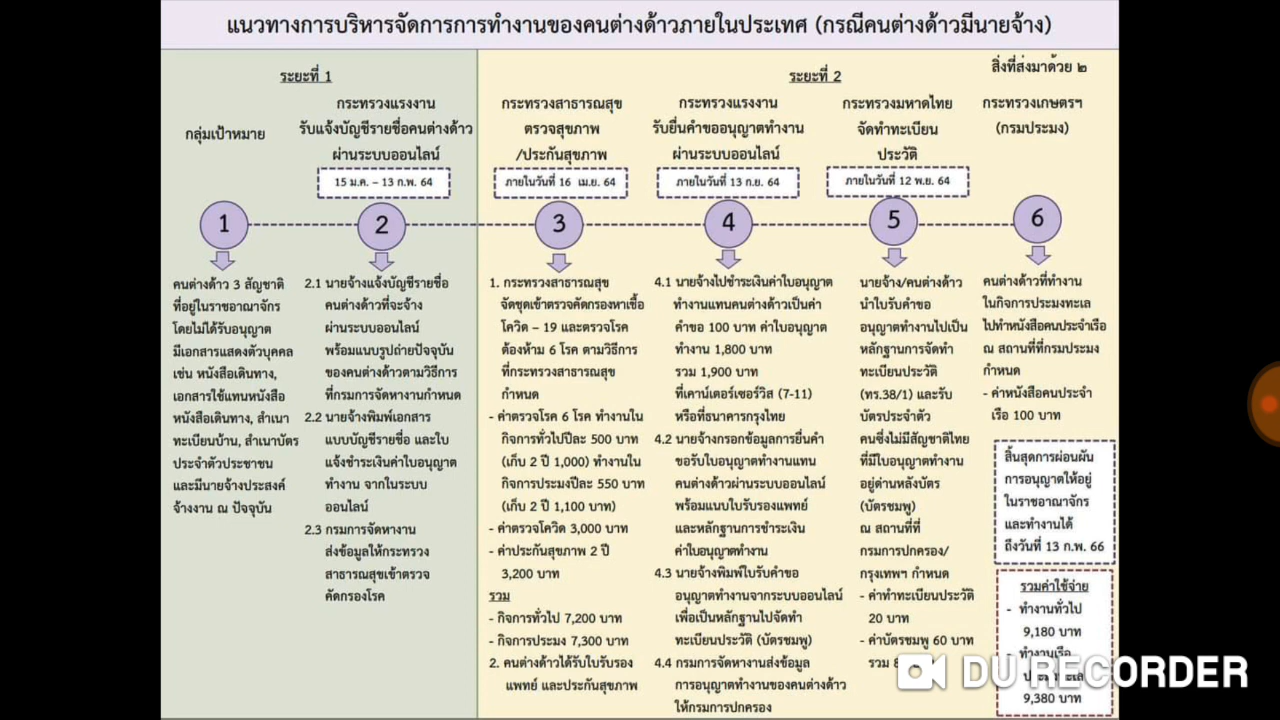 แนวทางการบริหารจัดการการทำงานของคนต่างด้าวภายในประเทศ (กรณีคนต่างด้าวมีนายจ้าง)
ระยะที่ 1
กลุ่มเป้าหมาย
กระทรวงแรงงาน
รับแจ้งบัญชีรายชื่อคนต่างด้าว
ผ่านระบบออนไลน์
15 ม.ค. – 13 ก.พ. 64
ระยะที่ 2
สิ่งที่ส่งมาด้วย ๒
กระทรวงสาธารณสุข
ตรวจสุขภาพ
/ประกันสุขภาพ
ภายในวันที่ 16 เม.ย. 64
กระทรวงแรงงาน
รับยื่นคำขออนุญาตทำงาน
ผ่านระบบออนไลน์
ภายในวันที่ 13 ก.ย. 64
กระทรวงมหาดไทย
จัดทำทะเบียน
ประวัติ
ภายในวันที่ 12 พ.ย. 64
กระทรวงเกษตรฯ
(กรมประมง)
1
2
3
4
5
6
คนต่างด้าว 3 สัญชาติ
ที่อยู่ในราชอาณาจักร
โดยไม่ได้รับอนุญาต
มีเอกสารแสดงตัวบุคคล
เช่น หนังสือเดินทาง,
เอกสารใช้แทนหนังสือ
หนังสือเดินทาง, สำเนา
ทะเบียนบ้าน, สำเนาบัตร
ประจำตัวประชาชน
และมีนายจ้างประสงค์
จ้างงาน ณ ปัจจุบัน
2.1 นายจ้างแจ้งบัญชีรายชื่อ
คนต่างด้าวที่จะจ้าง
ผ่านระบบออนไลน์
พร้อมแนบรูปถ่ายปัจจุบัน
ของคนต่างด้าวตามวิธีการ
ที่กรมการจัดหางานกำหนด
2.2 นายจ้างพิมพ์เอกสาร
แบบบัญชีรายชื่อ และใบ
แจ้งชำระเงินค่าใบอนุญาต
ทำงาน จากในระบบ
ออนไลน์
2.3 กรมการจัดหางาน
ส่งข้อมูลให้กระทรวง
สาธารณสุขเข้าตรวจ
คัดกรองโรค
1. กระทรวงสาธารณสุข
จัดชุดเข้าตรวจคัดกรองหาเชื้อ
โควิด – 19 และตรวจโรค
ต้องห้าม 6 โรค ตามวิธีการ
ที่กระทรวงสาธารณสุข
กำหนด
- ค่าตรวจโรค 6 โรค ทำงานใน
กิจการทั่วไปปีละ 500 บาท
(เก็บ 2 ปี 1,000) ทำงานใน
กิจการประมงปีละ 550 บาท
(เก็บ 2 ปี 1,100 บาท)
- ค่าตรวจโควิด 3,000 บาท
- ค่าประกันสุขภาพ 2 ปี
3,200 บาท
รวม
- กิจการทั่วไป 7,200 บาท
- กิจการประมง 7,300 บาท
2. คนต่างด้าวได้รับใบรับรอง
แพทย์ และประกันสุขภาพ
4.1 นายจ้างไปชำระเงินค่าใบอนุญาต
ทำงานแทนคนต่างด้าวเป็นค่า
คำขอ 100 บาท ค่าใบอนุญาต
ทำงาน 1,800 บาท
รวม 1,900 บาท
ที่เคาน์เตอร์เซอร์วิส (7-11)
หรือที่ธนาคารกรุงไทย
4.2 นายจ้างกรอกข้อมูลการยื่นคำ
ขอรับใบอนุญาตทำงานแทน
คนต่างด้าวผ่านระบบออนไลน์
พร้อมแนบใบรับรองแพทย์
และหลักฐานการชำระเงิน
ค่าใบอนุญาตทำงาน
4.3 นายจ้างพิมพ์ใบรับคำขอ
อนุญาตทำงานจากระบบออนไลน์
เพื่อเป็นหลักฐานไปจัดทำ
ทะเบียนประวัติ (บัตรชมพู)
4.4 กรมการจัดหางานส่งข้อมูล
การอนุญาตทำงานของคนต่างด้าว
ให้กรมการปกครอง
นายจ้าง/คนต่างด้าว
นำใบรับคำขอ
อนุญาตทำงานไปเป็น
หลักฐานการจัดทำ
ทะเบียนประวัติ
(ทร.38/1) และรับ
บัตรประจำตัว
คนซึ่งไม่มีสัญชาติไทย
ที่มีใบอนุญาตทำงาน
อยู่ด้านหลังบัตร
(บัตรชมพู)
ณ สถานที่ที่
กรมการปกครอง/
กรุงเทพฯ กำหนด
- ค่าทำทะเบียนประวัติ
20 บาท
- ค่าบัตรชมพู 60 บาท
รวม
คนต่างด้าวที่ทำงาน
ในกิจการประมงทะเล
ไปทำหนังสือคนประจำเรือ
ณ สถานที่ที่กรมประมง
กำหนด
- ค่าหนังสือคนประจำ
เรือ 100 บาท
สิ้นสุดการผ่อนผัน
การอนุญาตให้อยู่
ในราชอาณาจักร
และทำงานได้
ถึงวันที่ 13 ก.พ. 66
รวมค่าใช้จ่าย
- ทำงานทั่วไป
9,180 บาท
- ทำงานเรือ
9,380 บาท
DU RECORDER